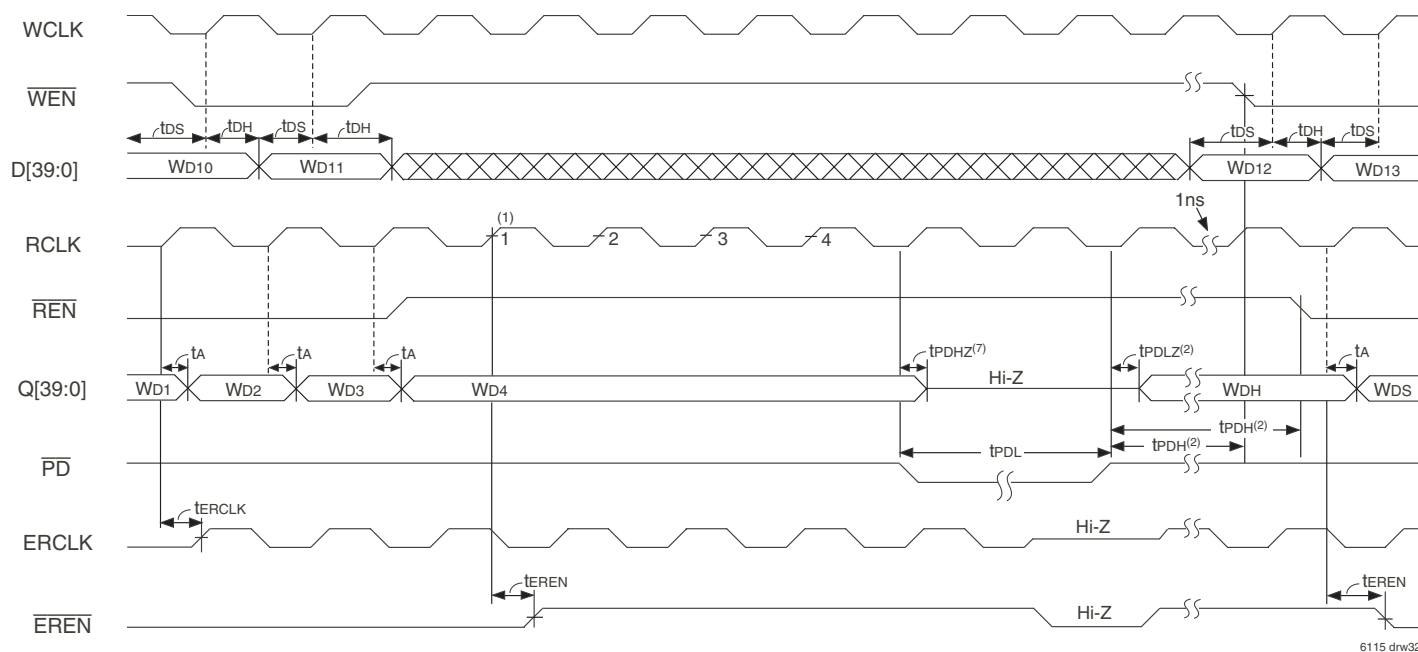 WCLK
WEN
tDS tDH tDS tDH tDS tDH tDS
D[39:0] WD10 WD11 WD12 WD13
1ns
(1)
RCLK 1 2 3 4
REN
tA tA tA tPDHZ(7) tPDLZ(2) tA
Q[39:0] WD1 WD2 WD3 WD4 Hi-Z WDH WDS
tPDH(2)
tPDL tPDH(2)
PD
tERCLK
ERCLK Hi-Z
tEREN tEREN
EREN Hi-Z
6115 drw32